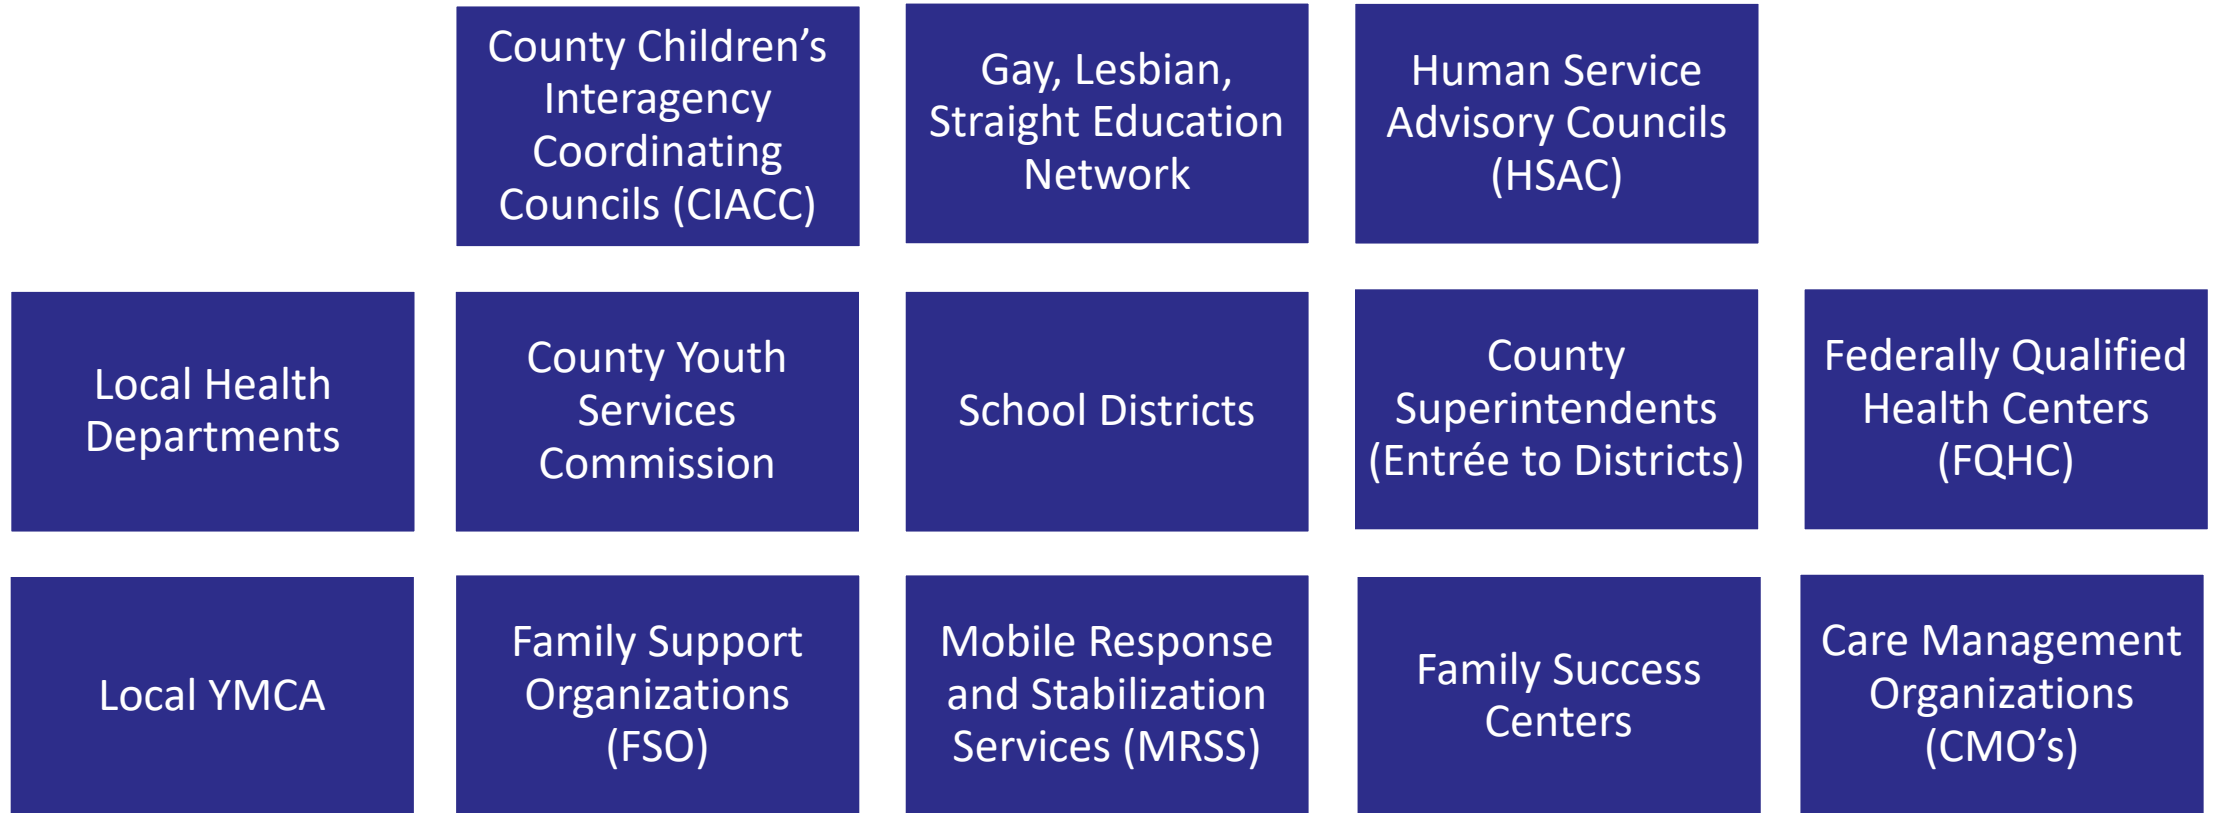 County Children’s
Interagency
Coordinating
Councils (CIACC)
Gay, Lesbian,
Straight Education
Network
Human Service
Advisory Councils
(HSAC)
Local Health
Departments
County Youth
Services
Commission
School Districts
County
Superintendents
(Entrée to Districts)
Federally Qualified
Health Centers
(FQHC)
Local YMCA
Family Support
Organizations
(FSO)
Mobile Response
and Stabilization
Services (MRSS)
Family Success
Centers
Care Management
Organizations
(CMO’s)